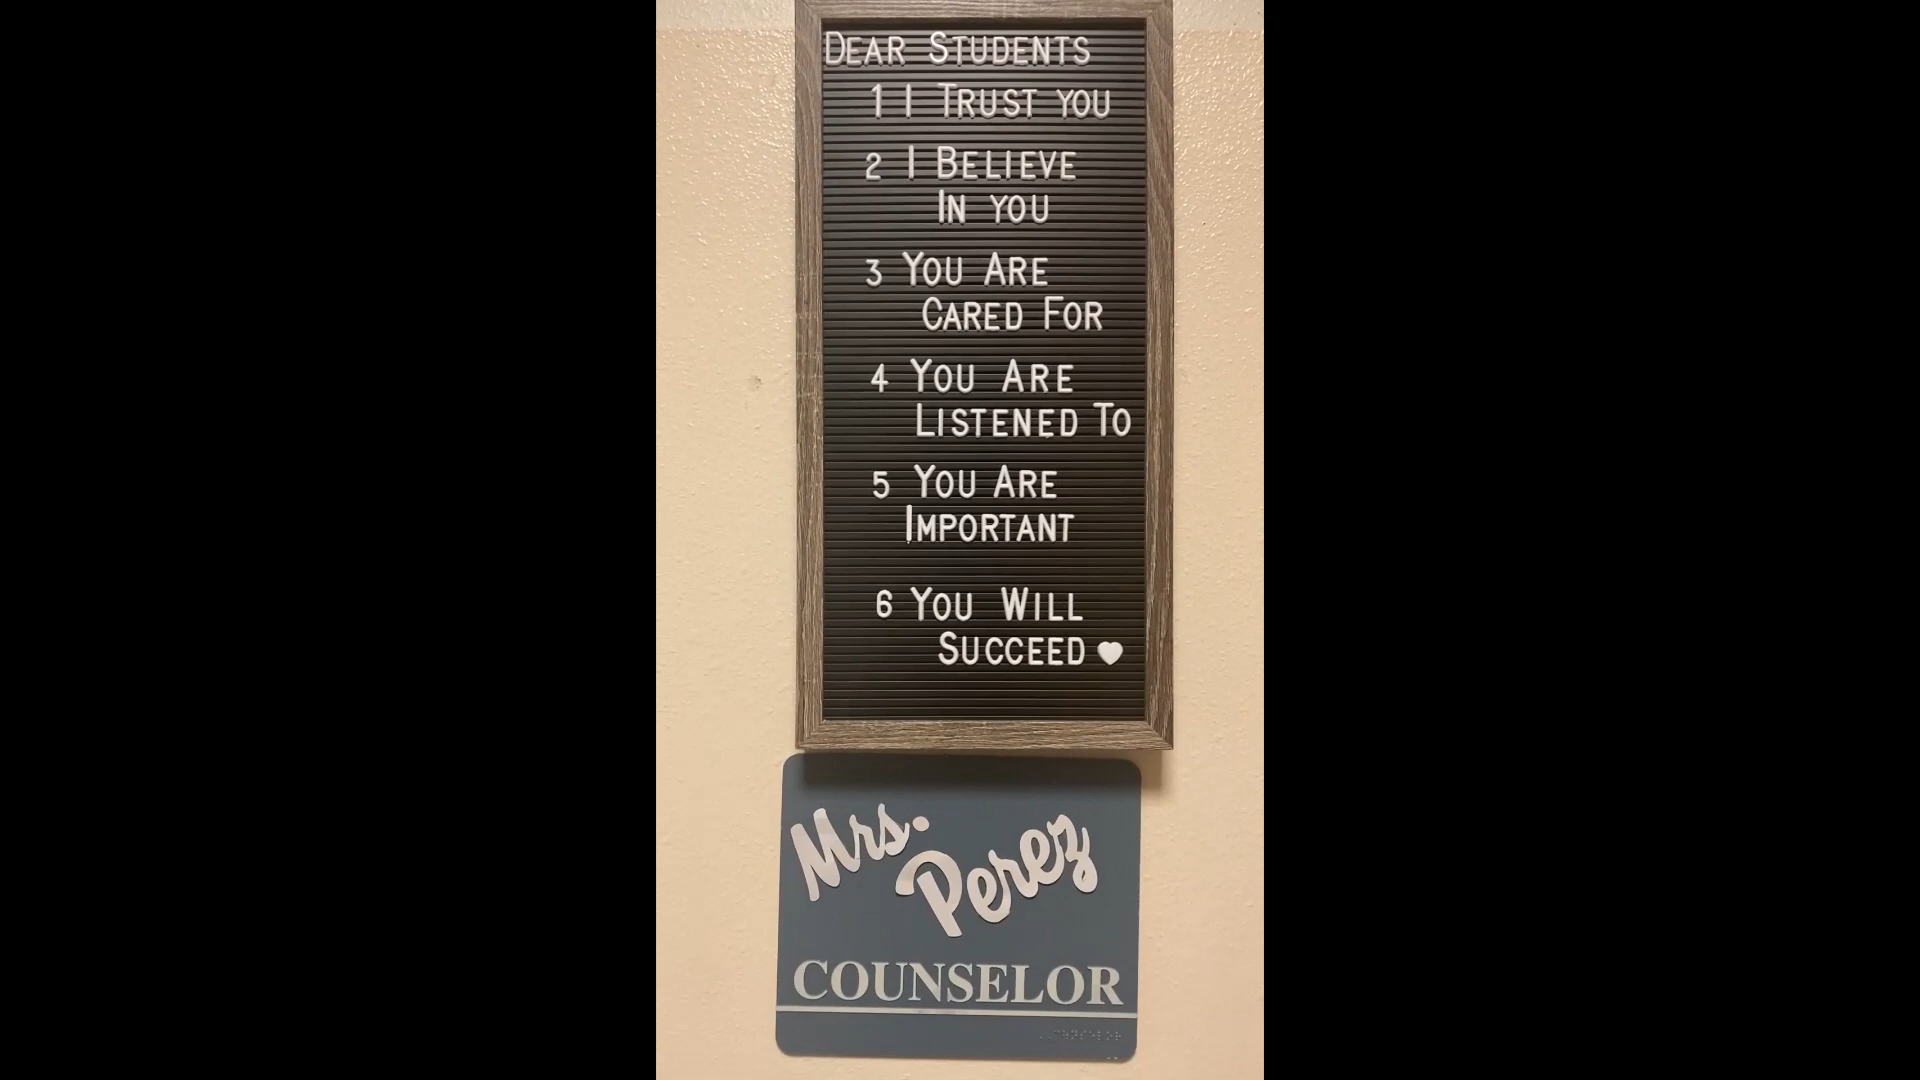 DEAR STUDENTS
1 I TRUST YOU
2 I BELIEVE
IN YOU
3 YOU ARE
CARED FOR
4 YOU ARE
LISTENED TO
5 YOU ARE
IMPORTANT
6 YOU WILL
SUCCEED ♥
Mrs.
Perez
COUNSELOR